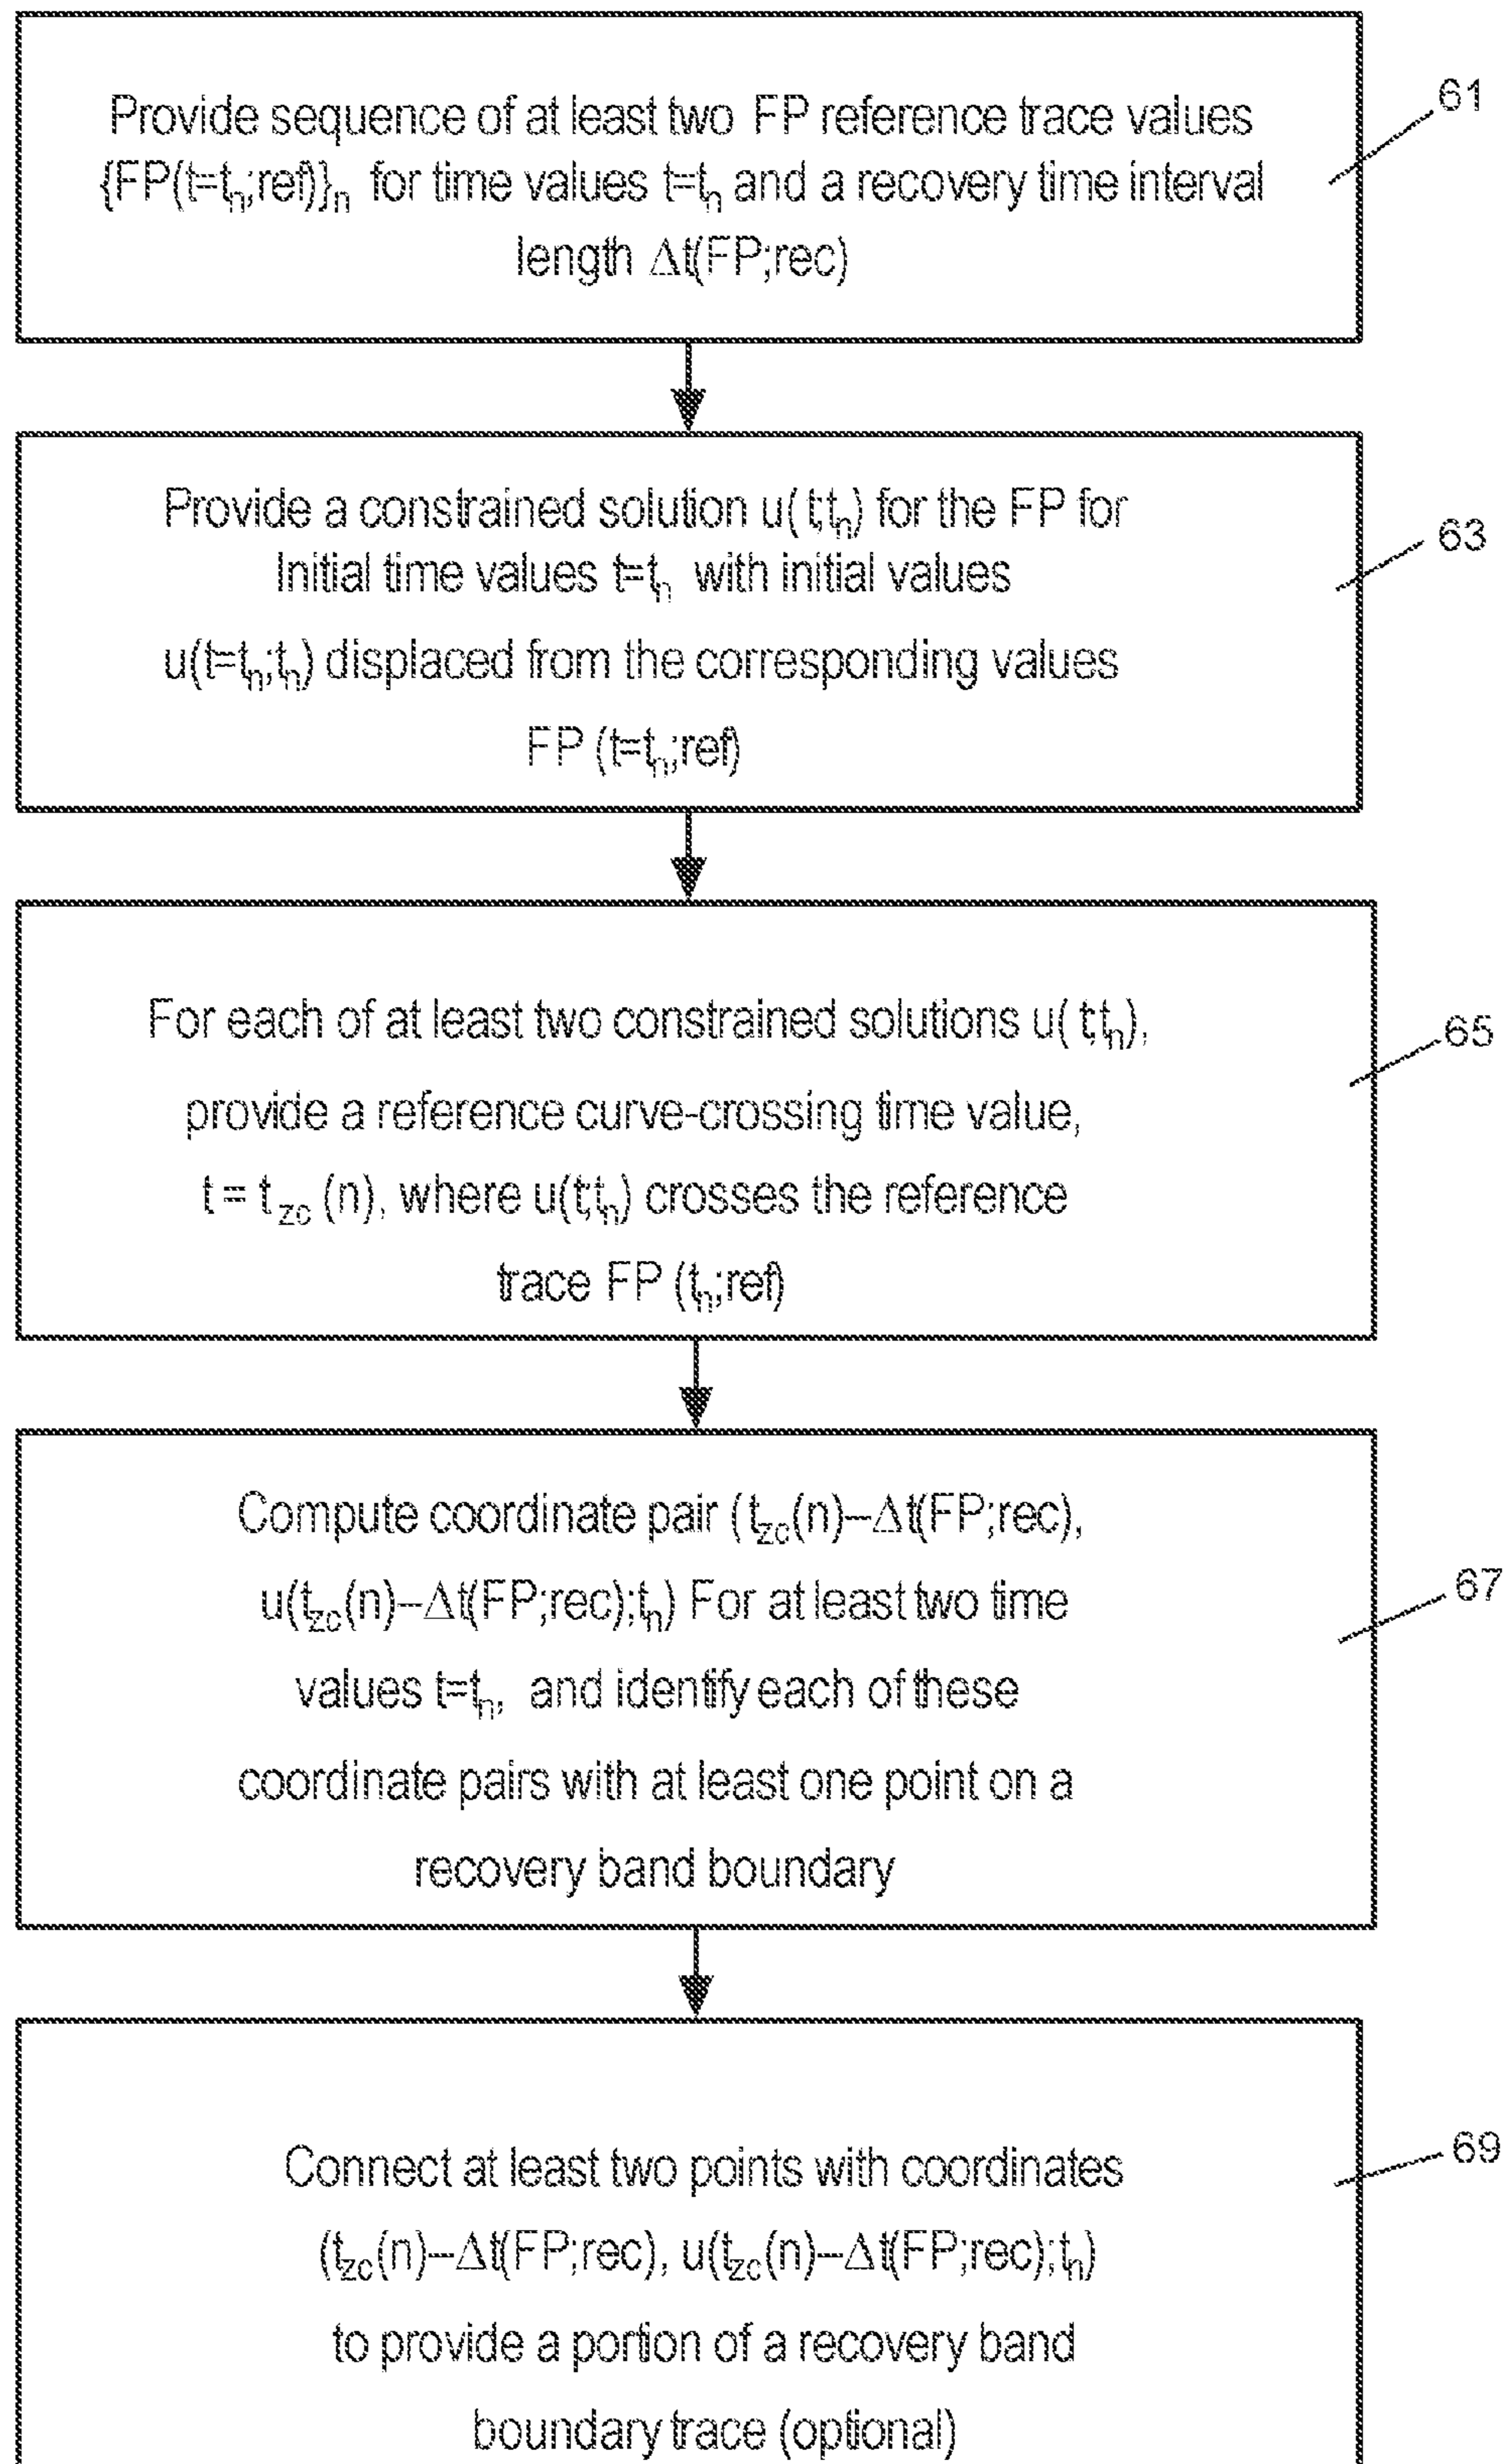 Provide sequence of at least two FP reference trace values
{FP(t=tₙ;ref)}ₙ for time values t=tₙ and a recovery time interval
length Δt(FP;rec)
61
Provide a constrained solution u( t;tₙ) for the FP for
Initial time values t=tₙ with initial values
u(t=tₙ;tₙ) displaced from the corresponding values
FP (t=tₙ;ref)
63
For each of at least two constrained solutions u( t;tₙ),
provide a reference curve-crossing time value,
t = t_zc (n), where u(t;tₙ) crosses the reference
trace FP (tₙ;ref)
65
Compute coordinate pair (t_zc(n)–Δt(FP;rec),
u(t_zc(n)–Δt(FP;rec);tₙ) For at least two time
values t=tₙ, and identify each of these
coordinate pairs with at least one point on a
recovery band boundary
67
Connect at least two points with coordinates
(t_zc(n)–Δt(FP;rec), u(t_zc(n)–Δt(FP;rec);tₙ)
to provide a portion of a recovery band
boundary trace (optional)
69